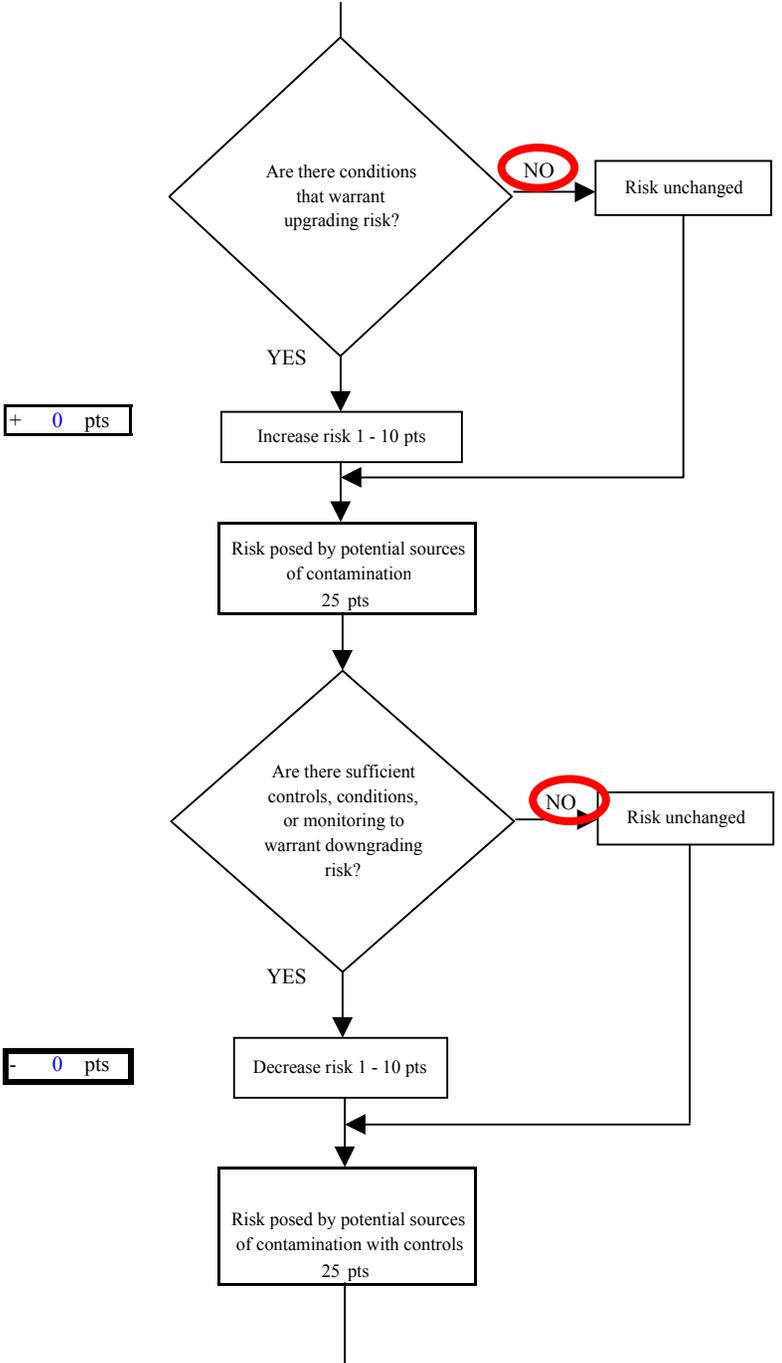 Are there conditions
that warrant
upgrading risk?
NO
Risk unchanged
YES
+ 0 pts
Increase risk 1 - 10 pts
Risk posed by potential sources
of contamination
25 pts
Are there sufficient
controls, conditions,
or monitoring to
warrant downgrading
risk?
NO
Risk unchanged
YES
- 0 pts
Decrease risk 1 - 10 pts
Risk posed by potential sources
of contamination with controls
25 pts